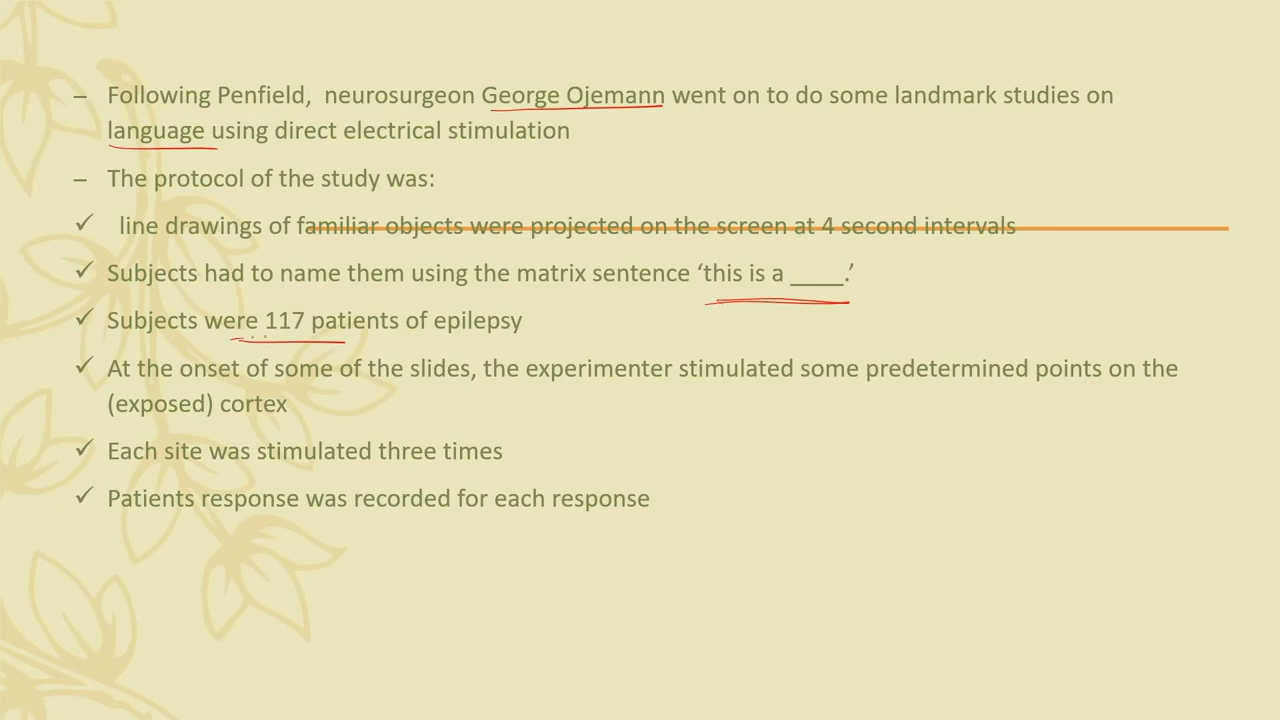 – Following Penfield, neurosurgeon George Ojemann went on to do some landmark studies on
language using direct electrical stimulation
– The protocol of the study was:
✓ line drawings of familiar objects were projected on the screen at 4 second intervals
✓ Subjects had to name them using the matrix sentence ‘this is a ____.’
✓ Subjects were 117 patients of epilepsy
✓ At the onset of some of the slides, the experimenter stimulated some predetermined points on the
(exposed) cortex
✓ Each site was stimulated three times
✓ Patients response was recorded for each response